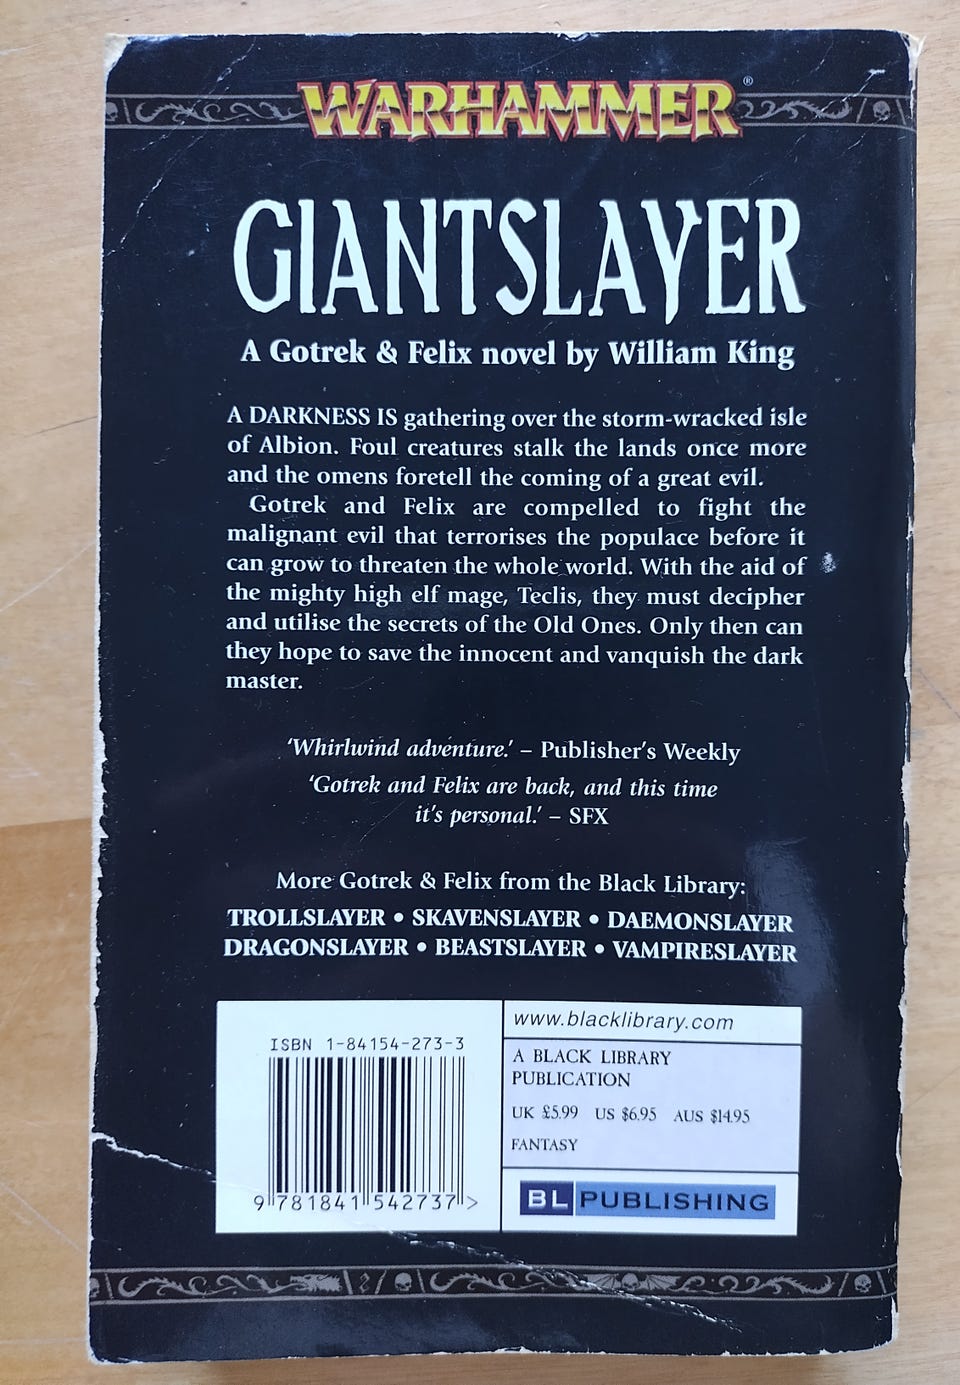 WARHAMMER®
GIANTSLAYER
A Gotrek & Felix novel by William King
A DARKNESS IS gathering over the storm-wracked isle
of Albion. Foul creatures stalk the lands once more
and the omens foretell the coming of a great evil.
Gotrek and Felix are compelled to fight the
malignant evil that terrorises the populace before it
can grow to threaten the whole world. With the aid of
the mighty high elf mage, Teclis, they must decipher
and utilise the secrets of the Old Ones. Only then can
they hope to save the innocent and vanquish the dark
master.
'Whirlwind adventure.' – Publisher's Weekly
'Gotrek and Felix are back, and this time
it's personal.' – SFX
More Gotrek & Felix from the Black Library:
TROLLSLAYER • SKAVENSLAYER • DAEMONSLAYER
DRAGONSLAYER • BEASTSLAYER • VAMPIRESLAYER
ISBN 1-84154-273-3
9 781841 542737 >
www.blacklibrary.com
A BLACK LIBRARY
PUBLICATION
UK £5.99 US $6.95 AUS $14.95
FANTASY
BL PUBLISHING